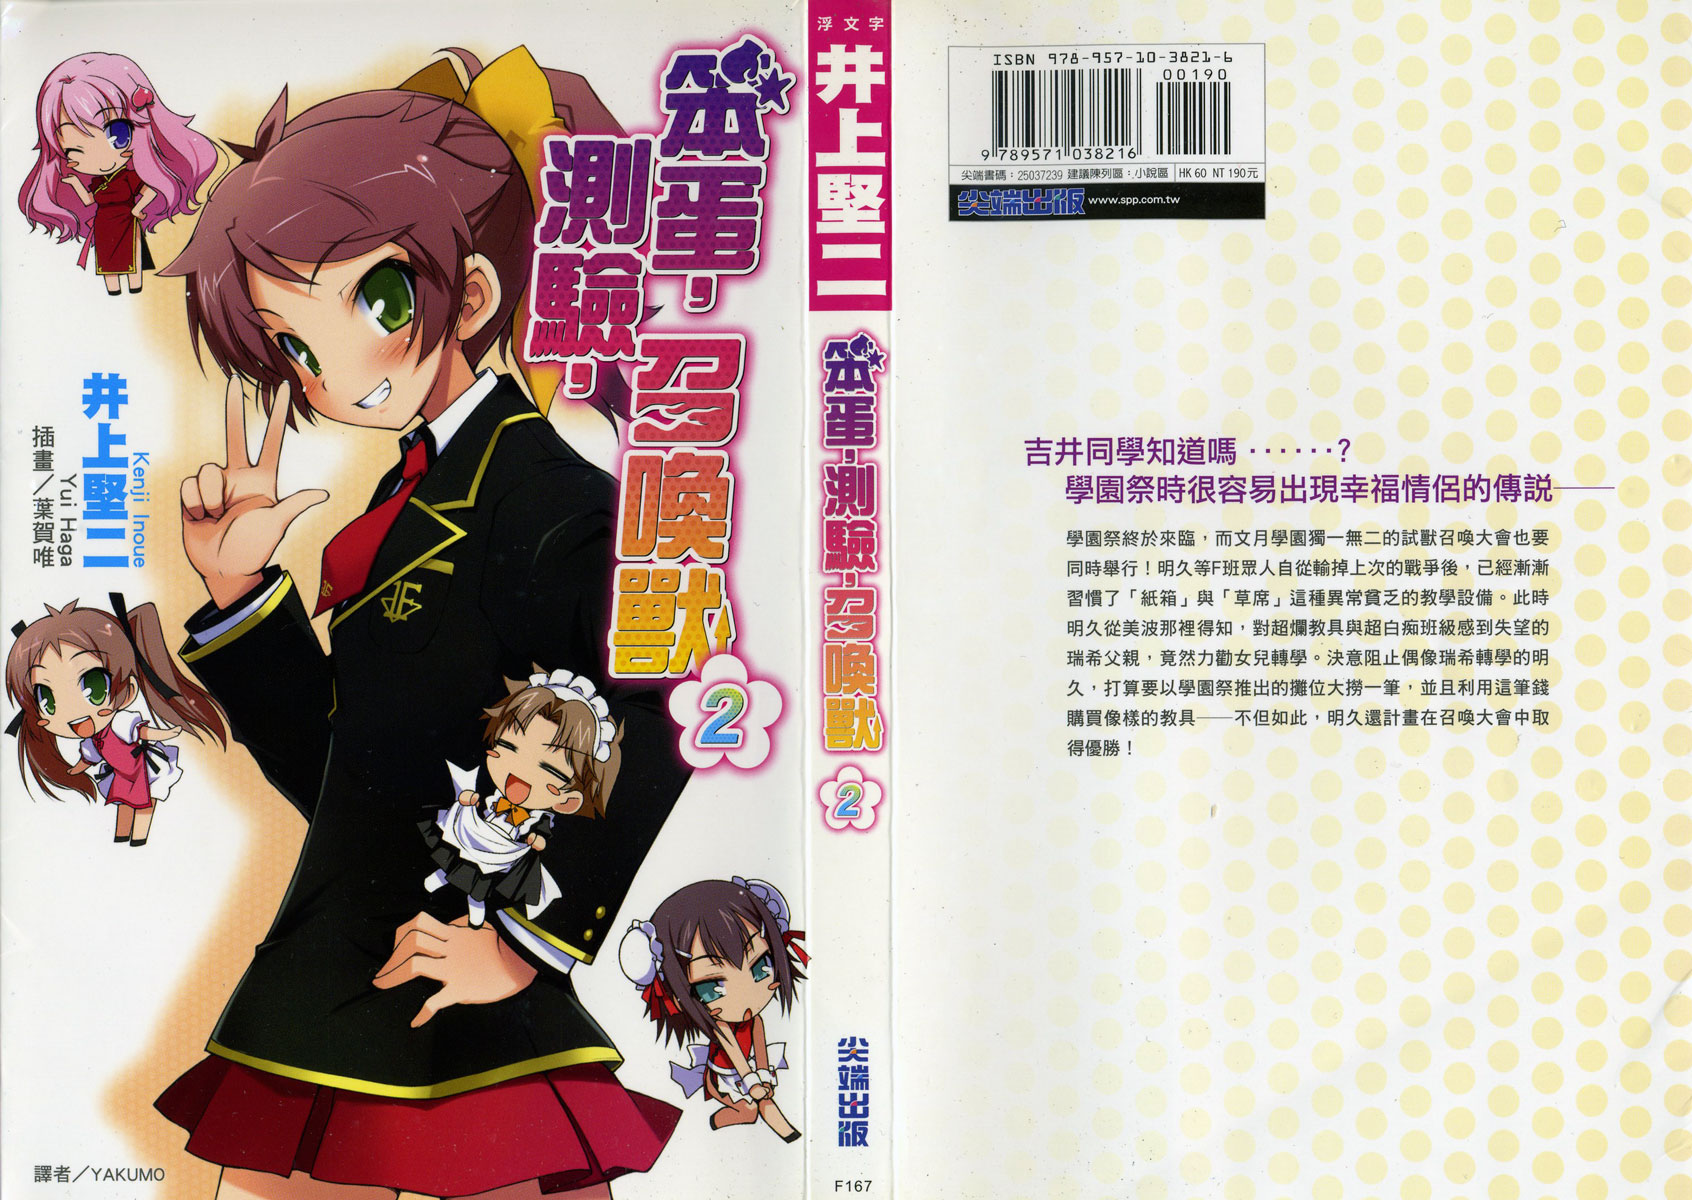 笨蛋，
測驗，
召喚獸
2
井上堅二
Kenji Inoue
Yui Haga
插畫／葉賀唯
譯者／YAKUMO
浮文字
井上堅二
笨蛋，測驗，召喚獸
2
尖端出版
F167
ISBN 978-957-10-3821-6
00190
9 789571 038216
尖端書碼：25037239 建議陳列區：小說區 HK 60 NT 190元
尖端出版 www.spp.com.tw
吉井同學知道嗎⋯⋯?
學園祭時很容易出現幸福情侶的傳說——
學園祭終於來臨，而文月學園獨一無二的試獸召喚大會也要
同時舉行！明久等F班眾人自從輸掉上次的戰爭後，已經漸漸
習慣了「紙箱」與「草席」這種異常貧乏的教學設備。此時
明久從美波那裡得知，對超爛教具與超白痴班級感到失望的
瑞希父親，竟然力勸女兒轉學。決意阻止偶像瑞希轉學的明
久，打算要以學園祭推出的攤位大撈一筆，並且利用這筆錢
購買像樣的教具——不但如此，明久還計畫在召喚大會中取
得優勝！